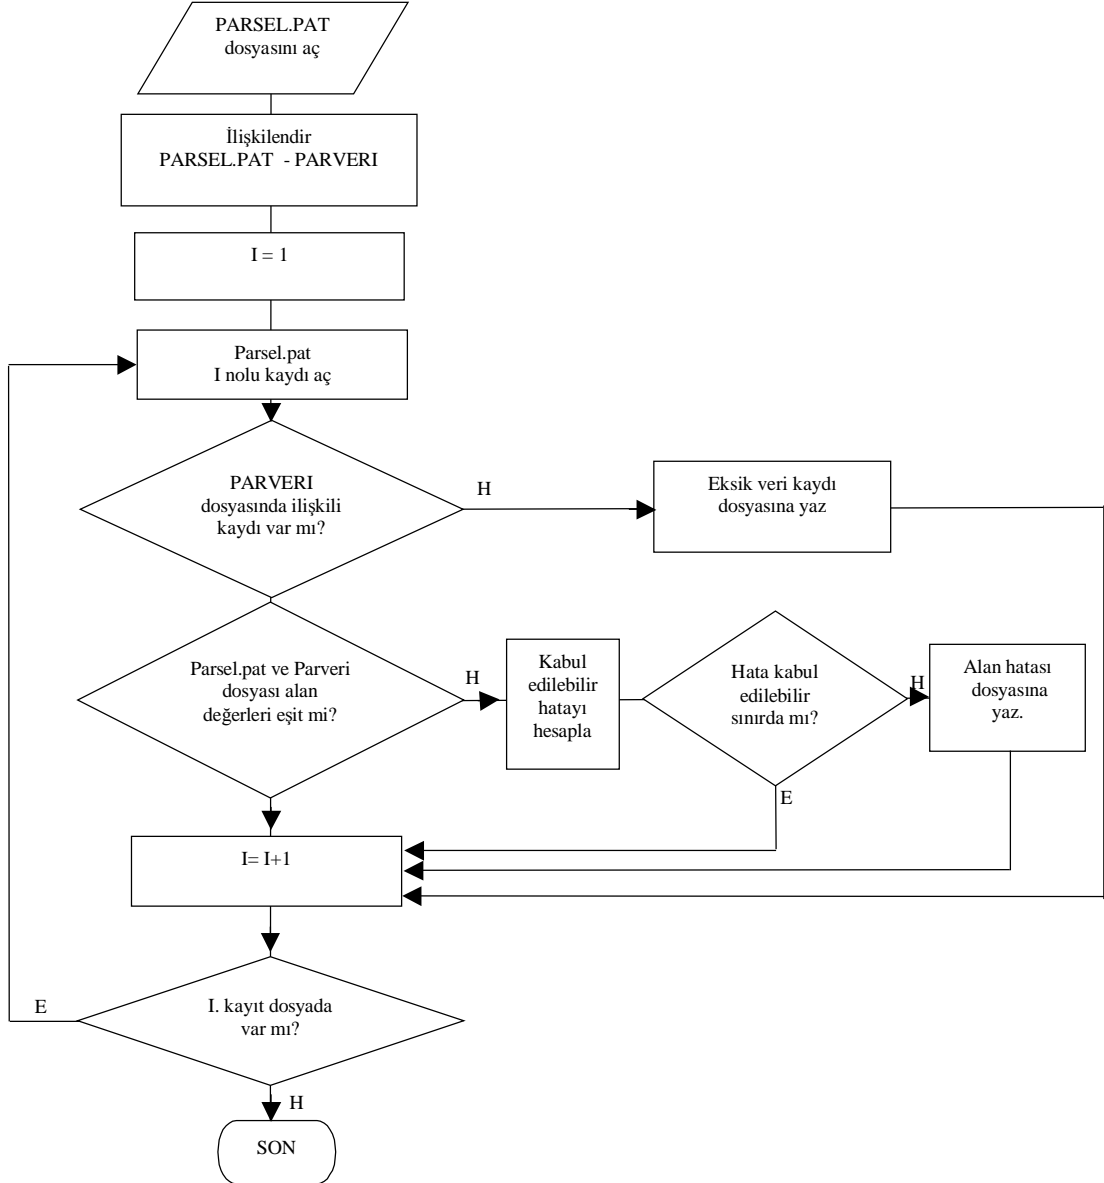 PARSEL.PAT
dosyasını aç
İlişkilendir
PARSEL.PAT - PARVERI
I = 1
Parsel.pat
I nolu kaydı aç
PARVERI
dosyasında ilişkili
kaydı var mı?
H
Eksik veri kaydı
dosyasına yaz
Parsel.pat ve Parveri
dosyası alan
değerleri eşit mi?
H
Kabul
edilebilir
hatayı
hesapla
Hata kabul
edilebilir
sınırda mı?
H
Alan hatası
dosyasına
yaz.
E
I= I+1
I. kayıt dosyada
var mı?
E
H
SON